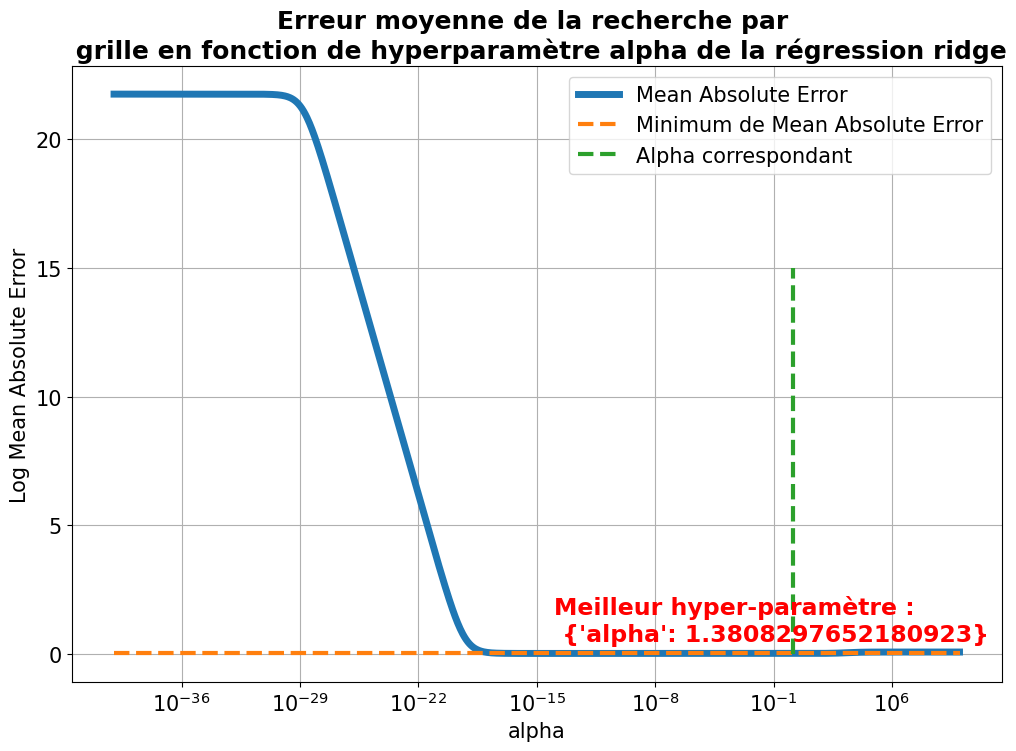 Erreur moyenne de la recherche par
grille en fonction de hyperparamètre alpha de la régression ridge
Mean Absolute Error
Minimum de Mean Absolute Error
Alpha correspondant
Log Mean Absolute Error
20
15
10
5
0
Meilleur hyper-paramètre :
{'alpha': 1.3808297652180923}
10⁻³⁶ 10⁻²⁹ 10⁻²² 10⁻¹⁵ 10⁻⁸ 10⁻¹ 10⁶
alpha